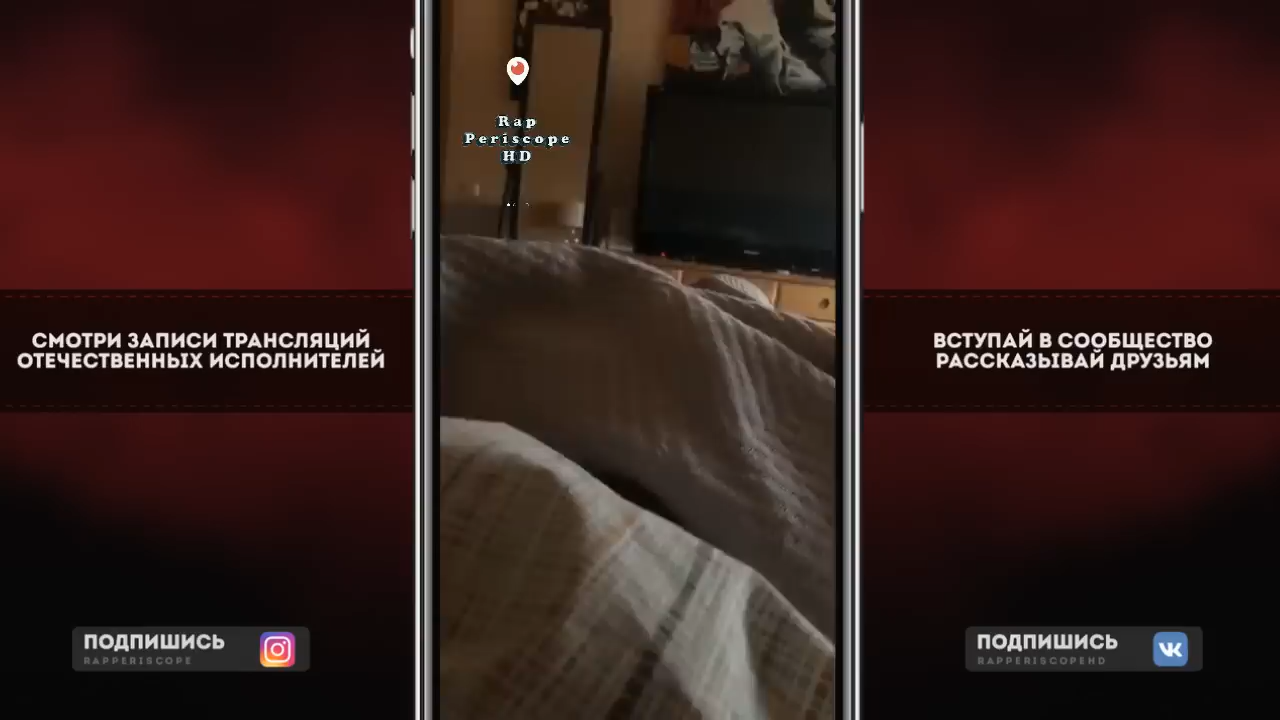 Rap
Periscope
HD
СМОТРИ ЗАПИСИ ТРАНСЛЯЦИЙ
ОТЕЧЕСТВЕННЫХ ИСПОЛНИТЕЛЕЙ
ВСТУПАЙ В СООБЩЕСТВО
РАССКАЗЫВАЙ ДРУЗЬЯМ
ПОДПИШИСЬ
RAPPERISCOPE
ПОДПИШИСЬ
RAPPERISCOPEHD